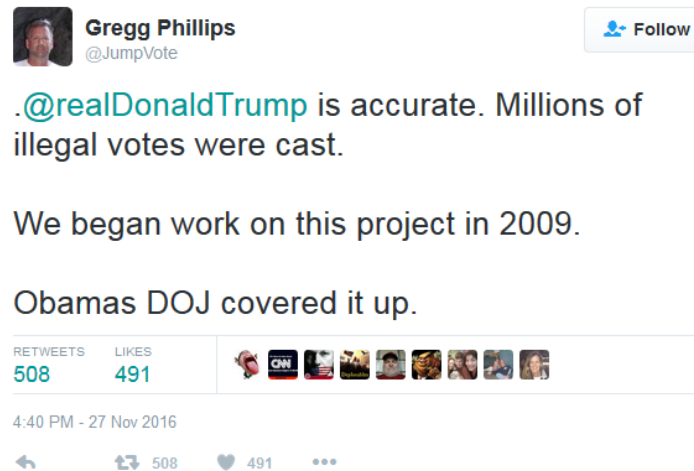 Gregg Phillips
@JumpVote
Follow
.@realDonaldTrump is accurate. Millions of
illegal votes were cast.
We began work on this project in 2009.
Obamas DOJ covered it up.
RETWEETS LIKES
508 491
CNN
4:40 PM - 27 Nov 2016
508 491